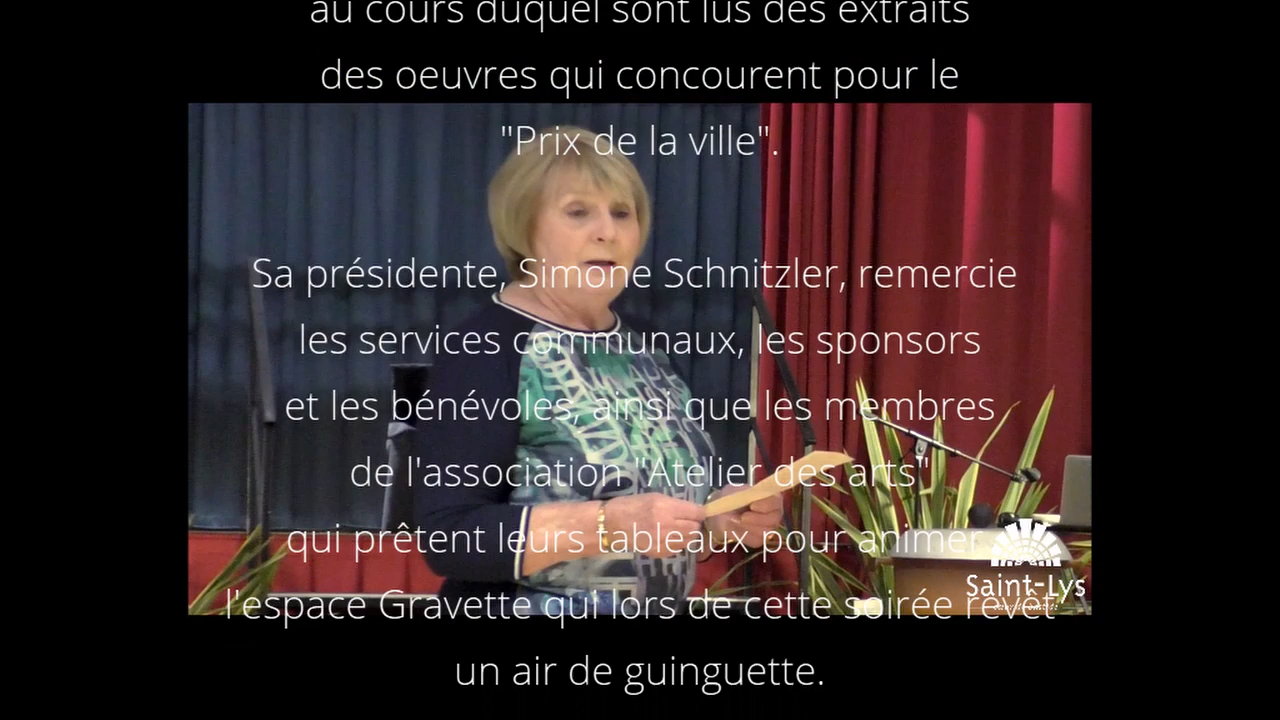 au cours duquel sont lus des extraits
des oeuvres qui concourent pour le
"Prix de la ville".
Sa présidente, Simone Schnitzler, remercie
les services communaux, les sponsors
et les bénévoles, ainsi que les membres
de l'association "Atelier des arts"
qui prêtent leurs tableaux pour animer
l'espace Gravette qui lors de cette soirée revêt
un air de guinguette.
Saint-Lys